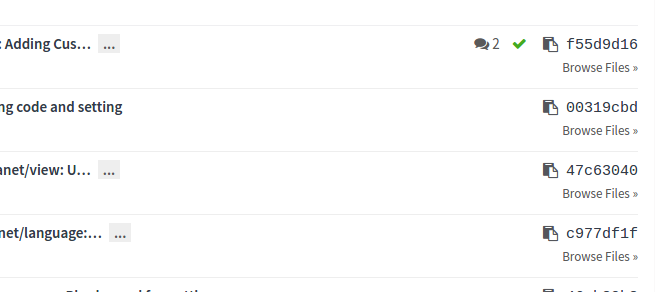 : Adding Cus… … 2 f55d9d16
Browse Files »
ng code and setting 00319cbd
Browse Files »
anet/view: U… … 47c63040
Browse Files »
net/language:… … c977df1f
Browse Files »